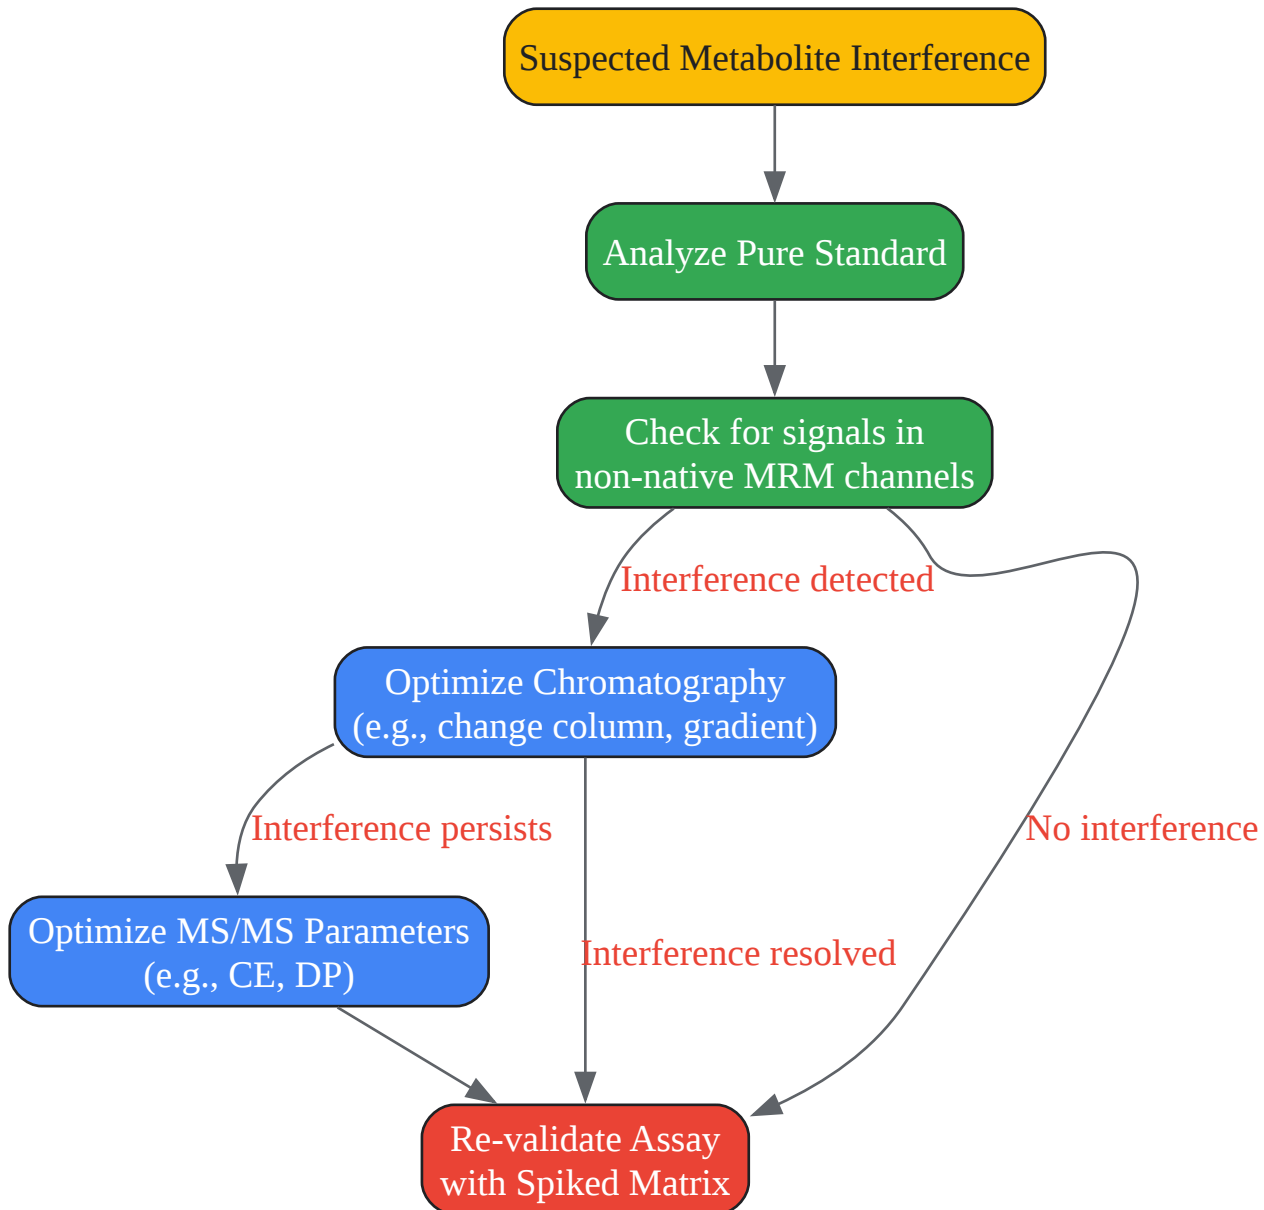 Suspected Metabolite Interference
Analyze Pure Standard
Check for signals in
non-native MRM channels
Interference detected
Optimize Chromatography
(e.g., change column, gradient)
Interference persists
No interference
Optimize MS/MS Parameters
(e.g., CE, DP)
Interference resolved
Re-validate Assay
with Spiked Matrix